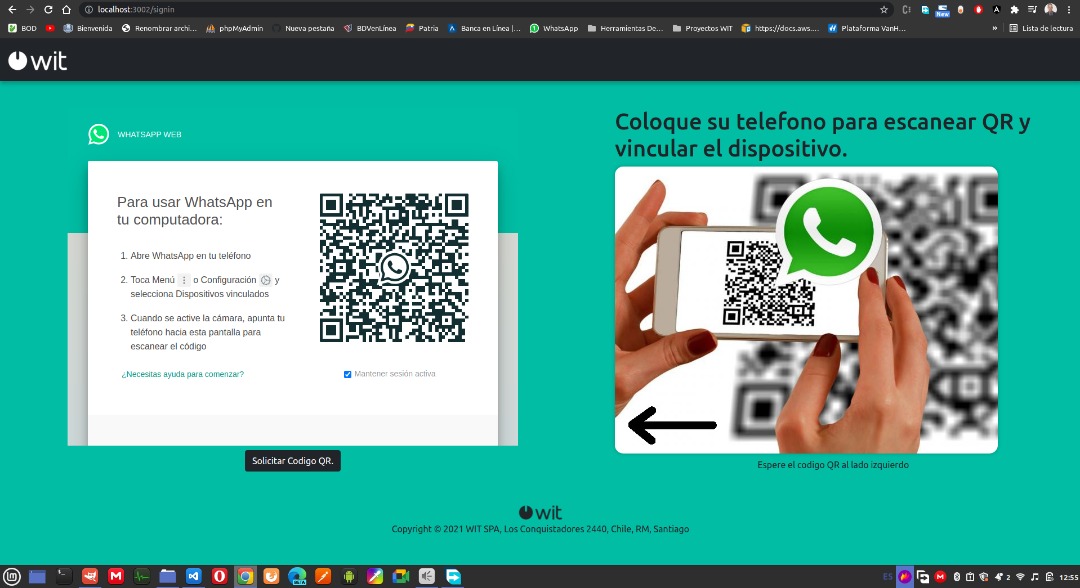 localhost:3002/signin
New
BOD
Bienvenida
Renombrar archi...
phpMyAdmin
Nueva pestaña
BDVenLínea
Patria
Banca en Línea |...
WhatsApp
Herramientas De...
Proyectos WIT
https://docs.aws....
Plataforma VanH...
»
Lista de lectura
wit
WHATSAPP WEB
Para usar WhatsApp en
tu computadora:
1. Abre WhatsApp en tu teléfono
2. Toca Menú o Configuración y
selecciona Dispositivos vinculados
3. Cuando se active la cámara, apunta tu
teléfono hacia esta pantalla para
escanear el código
¿Necesitas ayuda para comenzar?
Mantener sesión activa
Solicitar Codigo QR.
Coloque su telefono para escanear QR y
vincular el dispositivo.
Espere el codigo QR al lado izquierdo
wit
Copyright © 2021 WIT SPA, Los Conquistadores 2440, Chile, RM, Santiago
ES
2
12:55